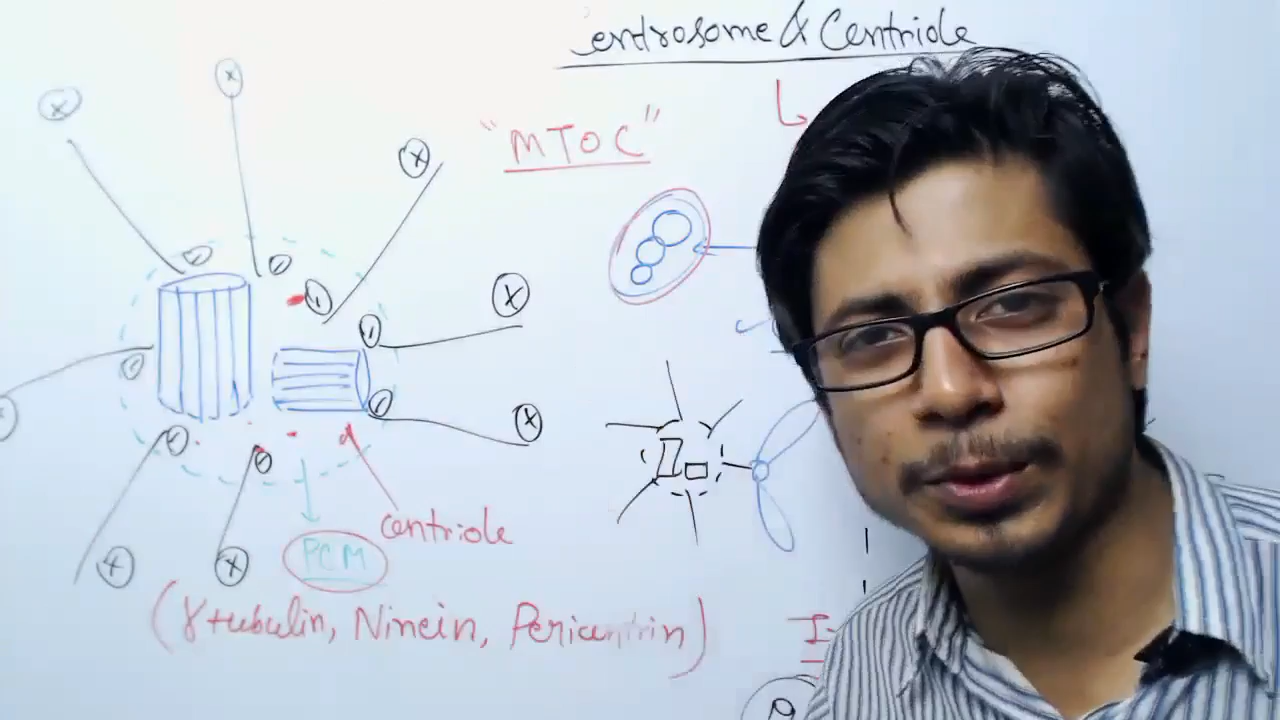 entrosome & Centriole
"MTOC"
centriole
PCM
(γ tubulin, Ninein, Pericentrin)